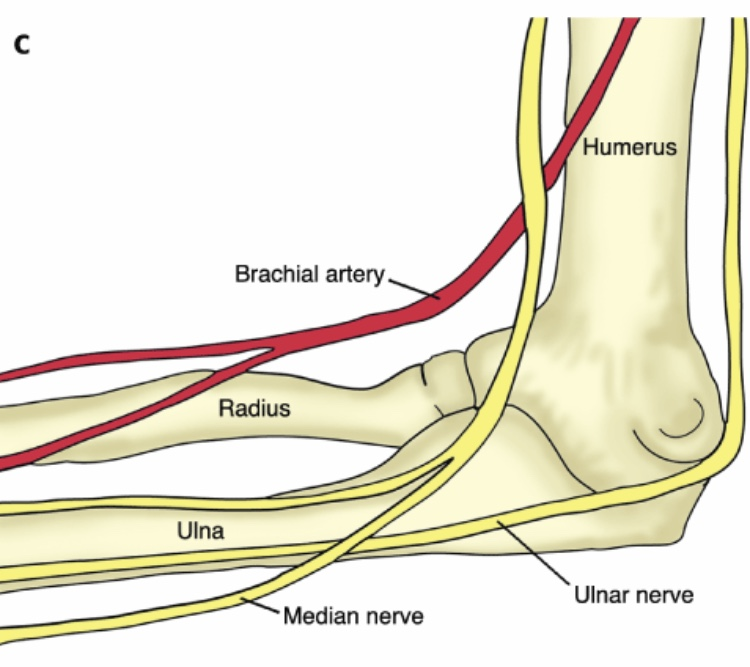 c
Humerus
Brachial artery
Radius
Ulna
Ulnar nerve
Median nerve